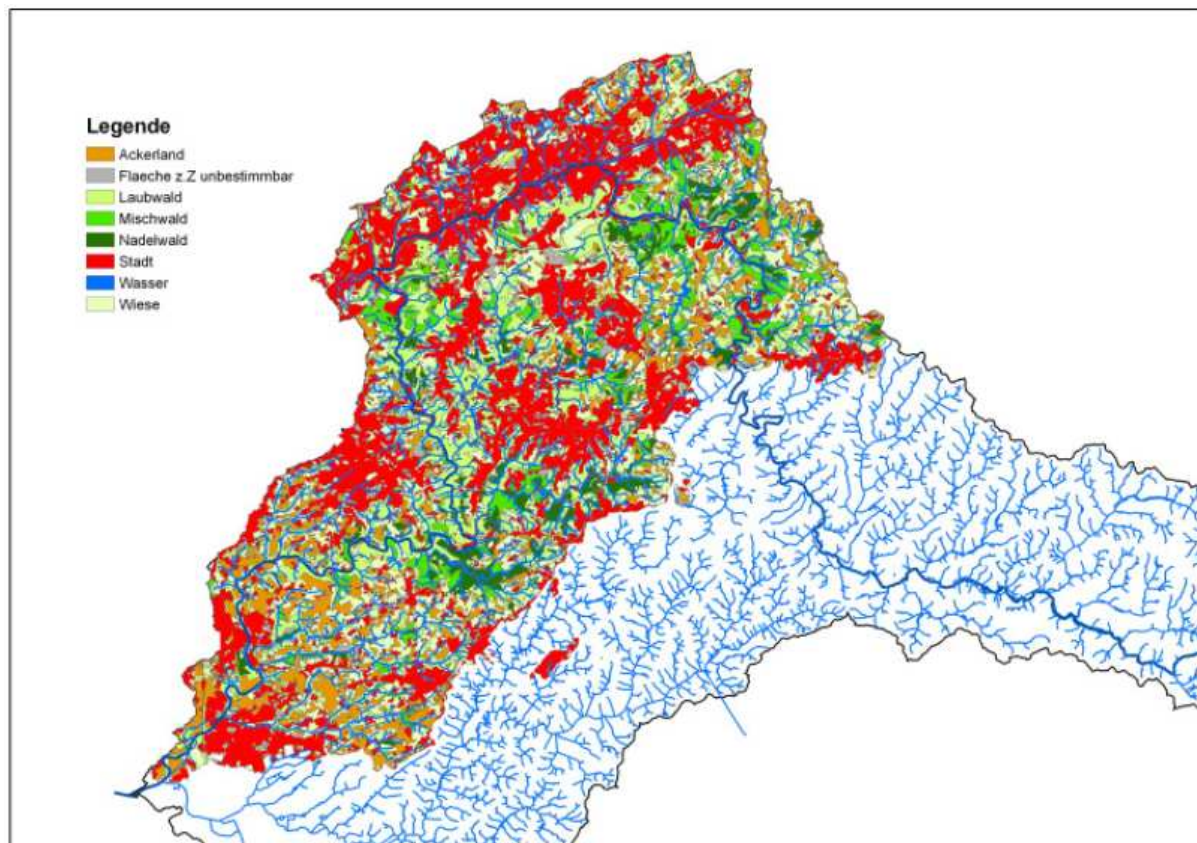 Legende
Ackerland
Flaeche z.Z unbestimmbar
Laubwald
Mischwald
Nadelwald
Stadt
Wasser
Wiese